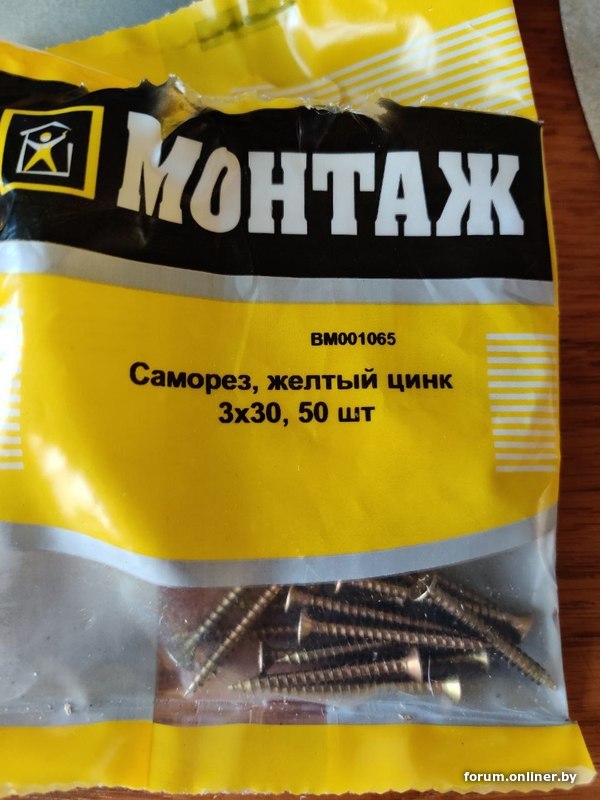 МОНТАЖ
ВМ001065
Саморез, желтый цинк
3х30, 50 шт
forum.onliner.by